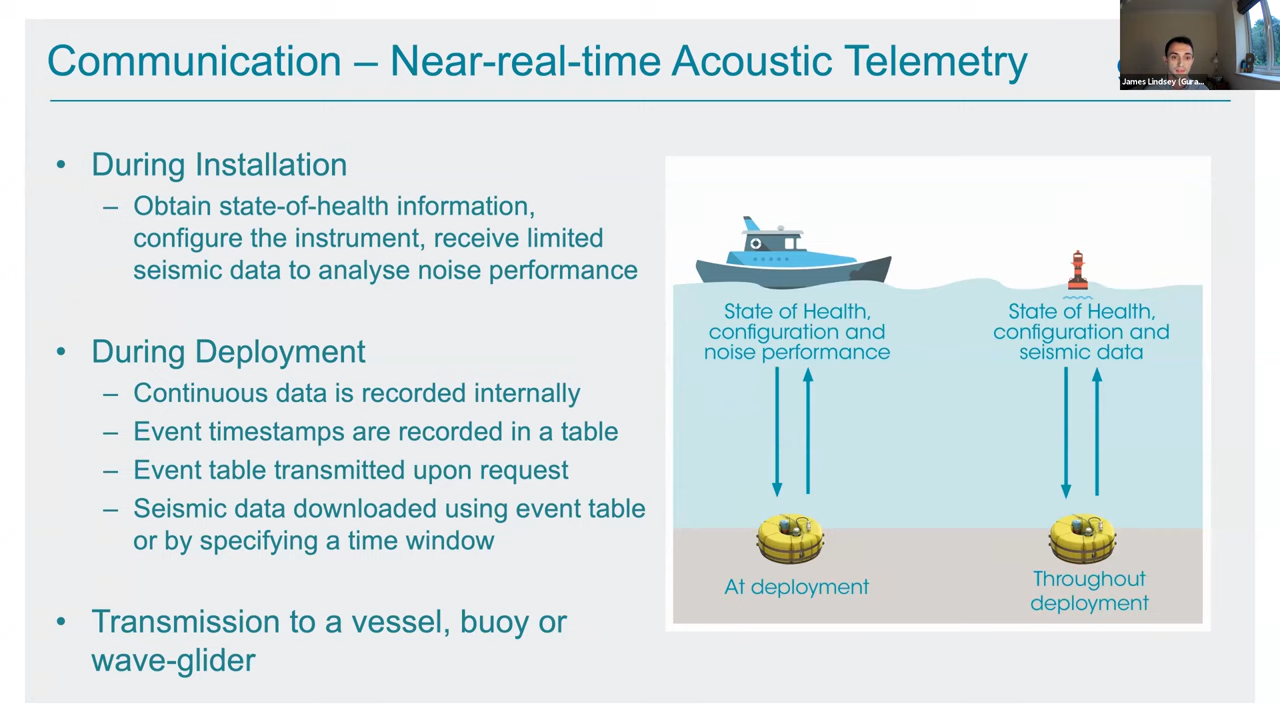 Communication – Near-real-time Acoustic Telemetry
James Lindsey (Gura...
• During Installation
– Obtain state-of-health information,
configure the instrument, receive limited
seismic data to analyse noise performance
• During Deployment
– Continuous data is recorded internally
– Event timestamps are recorded in a table
– Event table transmitted upon request
– Seismic data downloaded using event table
or by specifying a time window
• Transmission to a vessel, buoy or
wave-glider
State of Health,
configuration and
noise performance
At deployment
State of Health,
configuration and
seismic data
Throughout
deployment